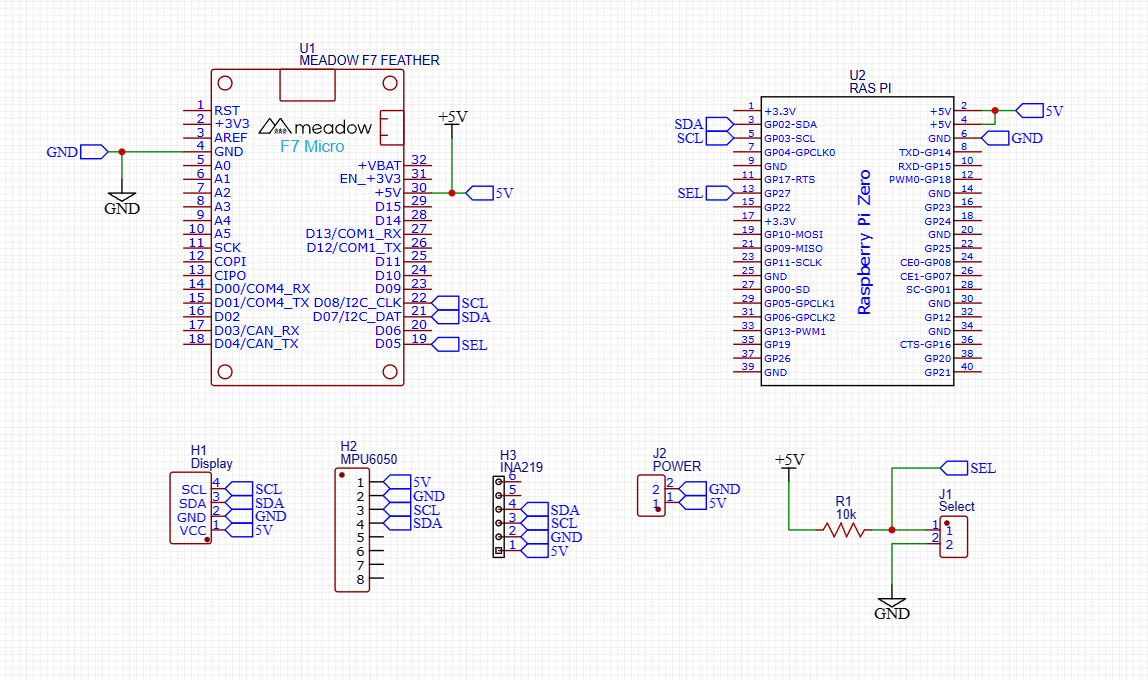 U1
MEADOW F7 FEATHER
1 RST
2 +3V3
3 AREF
4 GND
5 A0
6 A1
7 A2
8 A3
9 A4
10 A5
11 SCK
12 COPI
13 CIPO
14 D00/COM4_RX
15 D01/COM4_TX
16 D02
17 D03/CAN_RX
18 D04/CAN_TX
meadow
F7 Micro
+VBAT 32
EN_+3V3 31
+5V 30
D15 29
D14 28
D13/COM1_RX 27
D12/COM1_TX 26
D11 25
D10 24
D09 23
D08/I2C_CLK 22
D07/I2C_DAT 21
D06 20
D05 19
GND
GND
+5V
5V
SCL
SDA
SEL
U2
RAS PI
1 +3.3V
3 GP02-SDA
5 GP03-SCL
7 GP04-GPCLK0
9 GND
11 GP17-RTS
13 GP27
15 GP22
17 +3.3V
19 GP10-MOSI
21 GP09-MISO
23 GP11-SCLK
25 GND
27 GP00-SD
29 GP05-GPCLK1
31 GP06-GPCLK2
33 GP13-PWM1
35 GP19
37 GP26
39 GND
Raspberry Pi Zero
+5V 2
+5V 4
GND 6
TXD-GP14 8
RXD-GP15 10
PWM0-GP18 12
GND 14
GP23 16
GP24 18
GND 20
GP25 22
CE0-GP08 24
CE1-GP07 26
SC-GP01 28
GND 30
GP12 32
GND 34
CTS-GP16 36
GP20 38
GP21 40
SDA
SCL
SEL
5V
GND
H1
Display
SCL 4 SCL
SDA 3 SDA
GND 2 GND
VCC 1 5V
H2
MPU6050
1 5V
2 GND
3 SCL
4 SDA
5
6
7
8
H3
INA219
6
5
4 SDA
3 SCL
2 GND
1 5V
J2
POWER
2 2 GND
1 1 5V
+5V
R1
10k
SEL
J1
Select
1 1
2 2
GND